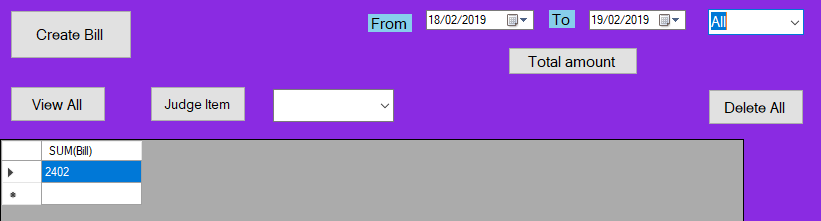 Create Bill
From
18/02/2019
To
19/02/2019
All
Total amount
View All
Judge Item
Delete All
SUM(Bill)
2402